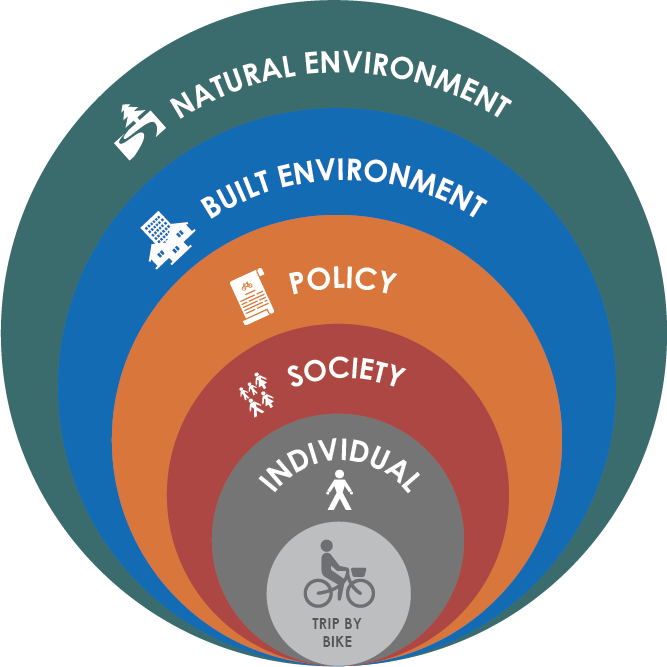 NATURAL ENVIRONMENT
BUILT ENVIRONMENT
POLICY
SOCIETY
INDIVIDUAL
TRIP BY
BIKE